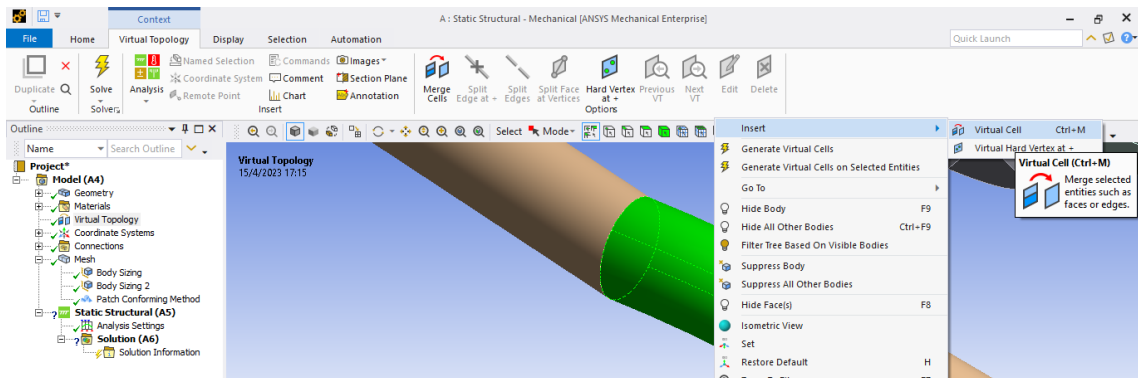 Context
A : Static Structural - Mechanical [ANSYS Mechanical Enterprise]
File
Home
Virtual Topology
Display
Selection
Automation
Quick Launch
Duplicate
Outline
Solve
Solver
Analysis
Named Selection
Coordinate System
Remote Point
Commands
Comment
Chart
Images
Section Plane
Annotation
Insert
Merge Cells
Split Edge at +
Split Edges
Split Face at Vertices
Hard Vertex at +
Previous VT
Next VT
Edit
Delete
Options
Outline
Name
Search Outline
Select
Mode
Project*
Model (A4)
Geometry
Materials
Virtual Topology
Coordinate Systems
Connections
Mesh
Body Sizing
Body Sizing 2
Patch Conforming Method
Static Structural (A5)
Analysis Settings
Solution (A6)
Solution Information
Virtual Topology
15/4/2023 17:15
Insert
Generate Virtual Cells
Generate Virtual Cells on Selected Entities
Go To
Hide Body F9
Hide All Other Bodies Ctrl+F9
Filter Tree Based On Visible Bodies
Suppress Body
Suppress All Other Bodies
Hide Face(s) F8
Isometric View
Set
Restore Default H
Virtual Cell Ctrl+M
Virtual Hard Vertex at +
Virtual Cell (Ctrl+M)
Merge selected
entities such as
faces or edges.